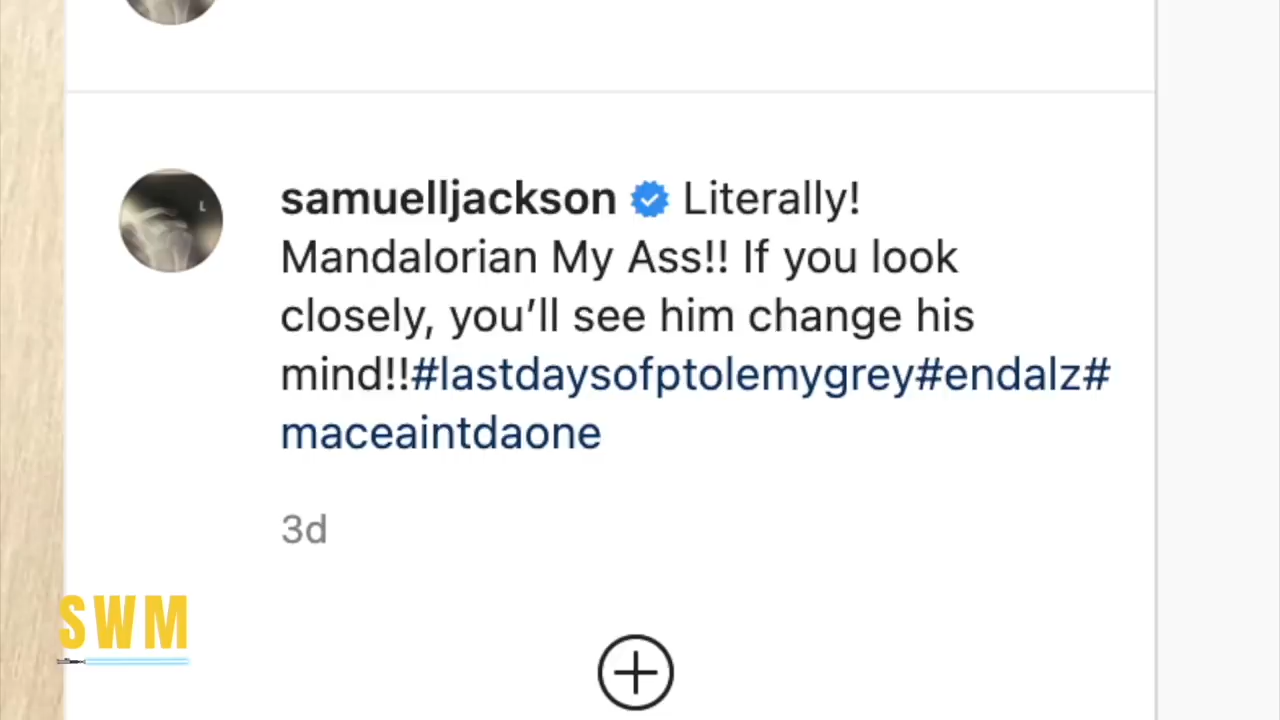 samuelljackson Literally!
Mandalorian My Ass!! If you look
closely, you’ll see him change his
mind!!#lastdaysofptolemygrey#endalz#
maceaintdaone
3d
SWM